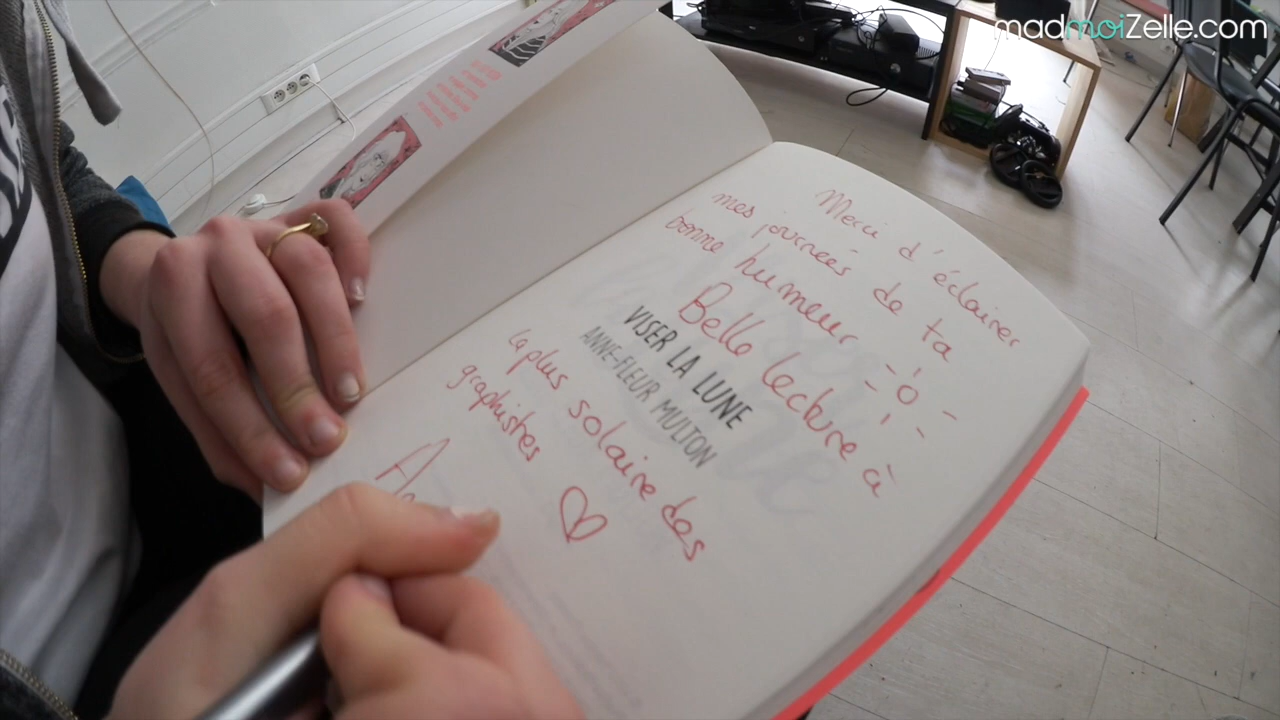 madmoiZelle.com
Merci d'éclairer
mes journées de ta
bonne humeur
Belle lecture à
VISER LA LUNE
ANNE-FLEUR MULTON
la plus solaire des
graphistes